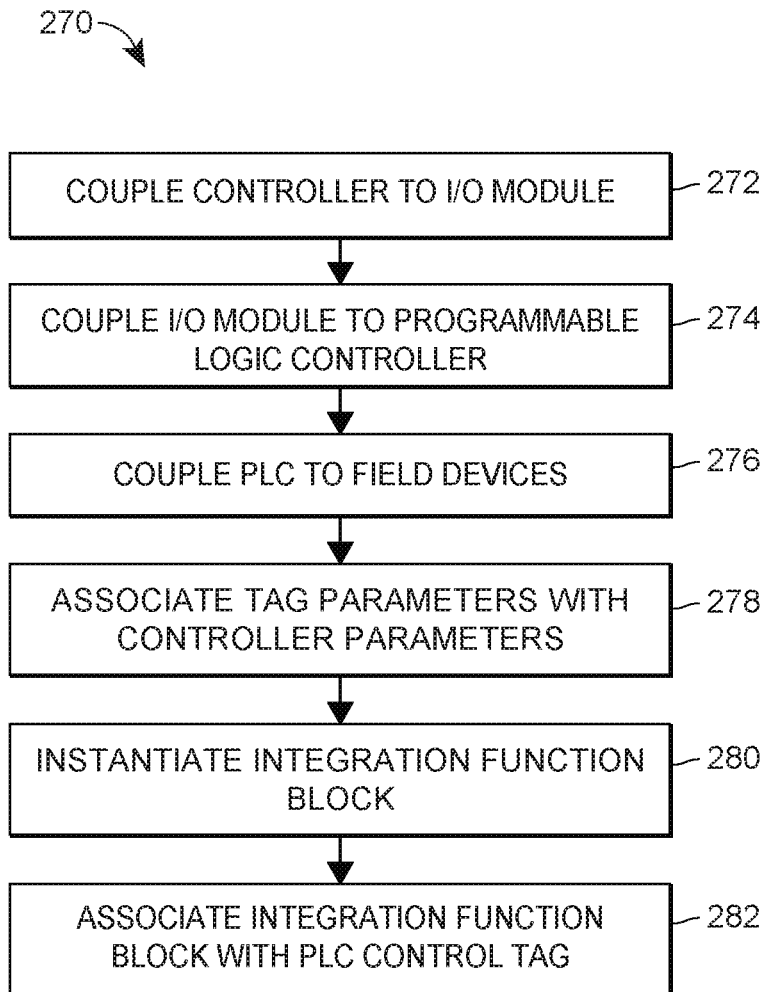 270
COUPLE CONTROLLER TO I/O MODULE
272
COUPLE I/O MODULE TO PROGRAMMABLE
LOGIC CONTROLLER
274
COUPLE PLC TO FIELD DEVICES
276
ASSOCIATE TAG PARAMETERS WITH
CONTROLLER PARAMETERS
278
INSTANTIATE INTEGRATION FUNCTION
BLOCK
280
ASSOCIATE INTEGRATION FUNCTION
BLOCK WITH PLC CONTROL TAG
282